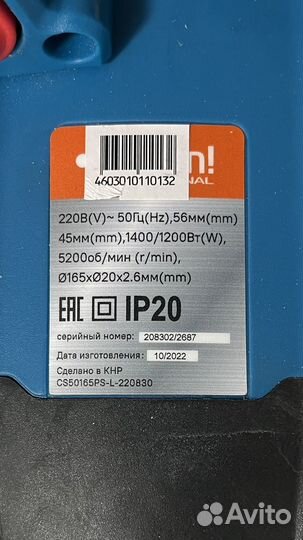 m!
NAL
4603010110132
220В(V)~ 50Гц(Hz),56мм(mm)
45мм(mm),1400/1200Вт(W),
5200об/мин (r/min),
Ø165xØ20x2.6мм(mm)
EAC IP20
серийный номер: 208302/2687
Дата изготовления: 10/2022
Сделано в КНР
CS50165PS-L-220830
Avito